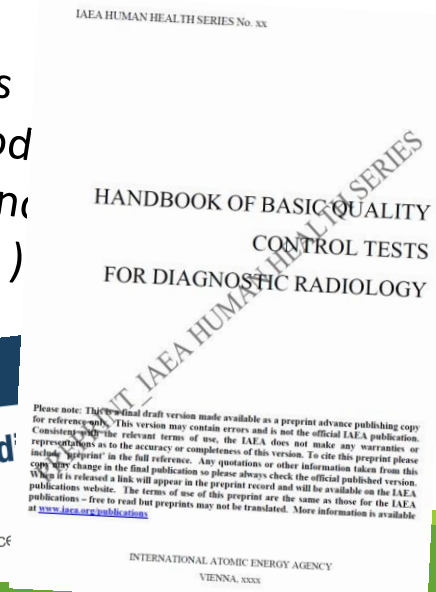 IAEA HUMAN HEALTH SERIES No. xx
HANDBOOK OF BASIC QUALITY
CONTROL TESTS
FOR DIAGNOSTIC RADIOLOGY
PREPRINT_IAEA HUMAN HEALTH SERIES
Please note: This is a final draft version made available as a preprint advance publishing copy
for reference only. This version may contain errors and is not the official IAEA publication.
Consistent with the relevant terms of use, the IAEA does not make any warranties or
representations as to the accuracy or completeness of this version. To cite this preprint please
include 'preprint' in the full reference. Any quotations or other information taken from this
copy may change in the final publication so please always check the official published version.
When it is released a link will appear in the preprint record and will be available on the IAEA
publications website. The terms of use of this preprint are the same as those for the IAEA
publications – free to read but preprints may not be translated. More information is available
at www.iaea.org/publications
INTERNATIONAL ATOMIC ENERGY AGENCY
VIENNA, xxxx